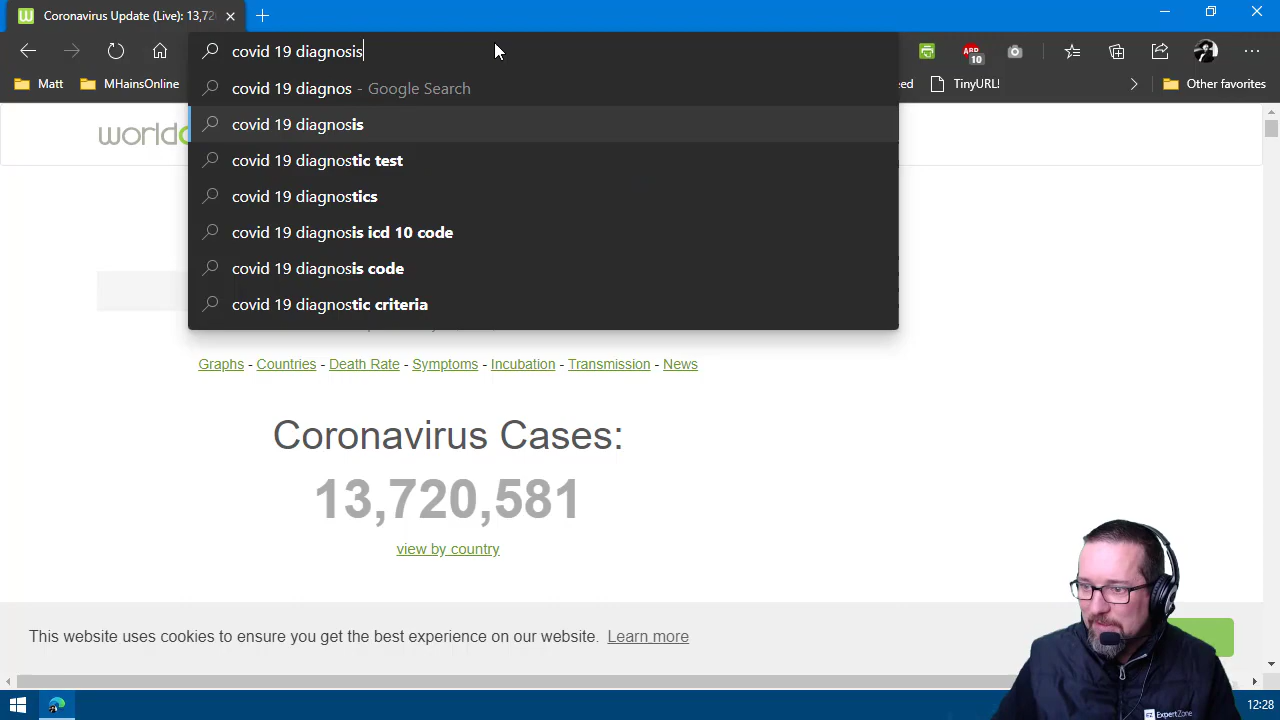 Coronavirus Update (Live): 13,72
covid 19 diagnosis
ABP
10
Matt
MHainsOnline
eed
TinyURL!
Other favorites
covid 19 diagnos - Google Search
covid 19 diagnosis
covid 19 diagnostic test
covid 19 diagnostics
covid 19 diagnosis icd 10 code
covid 19 diagnosis code
covid 19 diagnostic criteria
world
Graphs - Countries - Death Rate - Symptoms - Incubation - Transmission - News
Coronavirus Cases:
13,720,581
view by country
This website uses cookies to ensure you get the best experience on our website. Learn more
ExpertZone
12:28